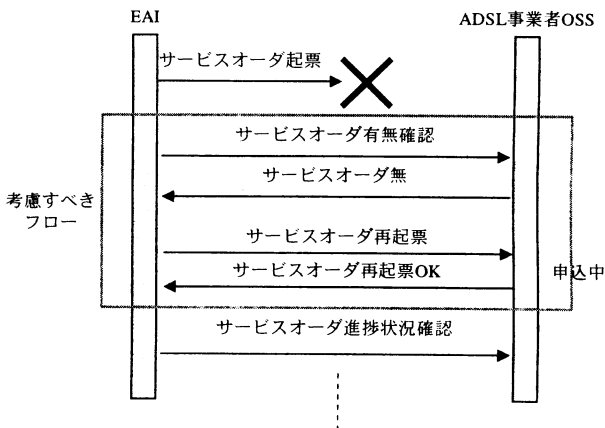 EAI
ADSL事業者OSS
サービスオーダ起票
サービスオーダ有無確認
サービスオーダ無
考慮すべき
フロー
サービスオーダ再起票
サービスオーダ再起票OK
申込中
サービスオーダ進捗状況確認